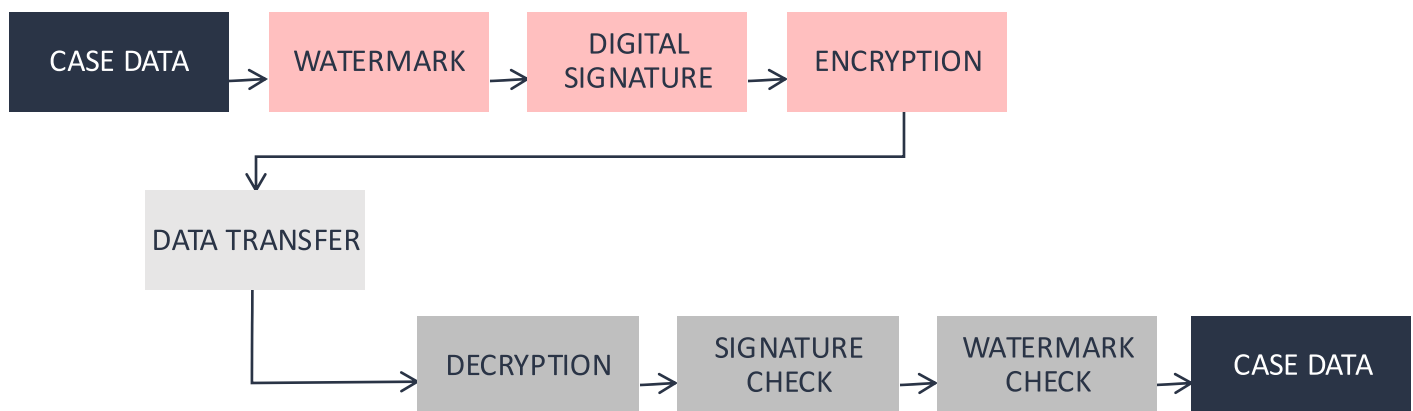 CASE DATA
WATERMARK
DIGITAL
SIGNATURE
ENCRYPTION
DATA TRANSFER
DECRYPTION
SIGNATURE
CHECK
WATERMARK
CHECK
CASE DATA